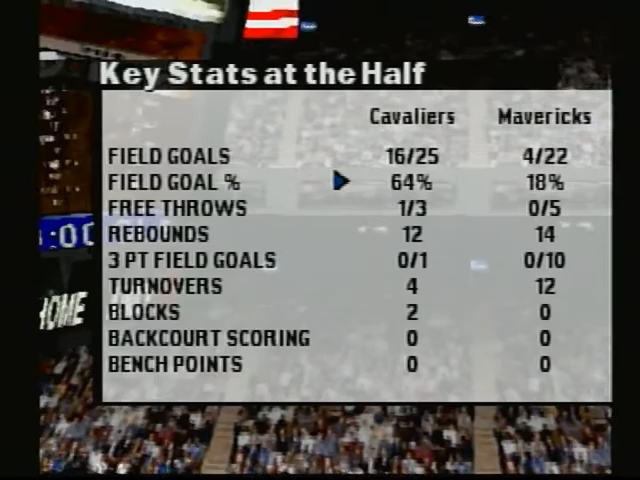 Key Stats at the Half
Cavaliers Mavericks
FIELD GOALS 16/25 4/22
FIELD GOAL % 64% 18%
FREE THROWS 1/3 0/5
REBOUNDS 12 14
3 PT FIELD GOALS 0/1 0/10
TURNOVERS 4 12
BLOCKS 2 0
BACKCOURT SCORING 0 0
BENCH POINTS 0 0
:00
HOME